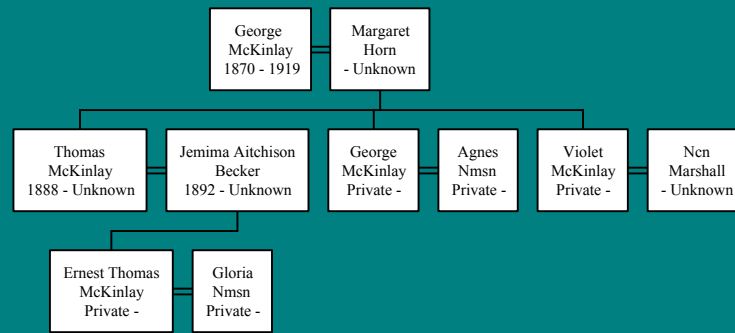 George
McKinlay
1870 - 1919
Margaret
Horn
- Unknown
Thomas
McKinlay
1888 - Unknown
Jemima Aitchison
Becker
1892 - Unknown
George
McKinlay
Private -
Agnes
Nmsn
Private -
Violet
McKinlay
Private -
Ncn
Marshall
- Unknown
Ernest Thomas
McKinlay
Private -
Gloria
Nmsn
Private -